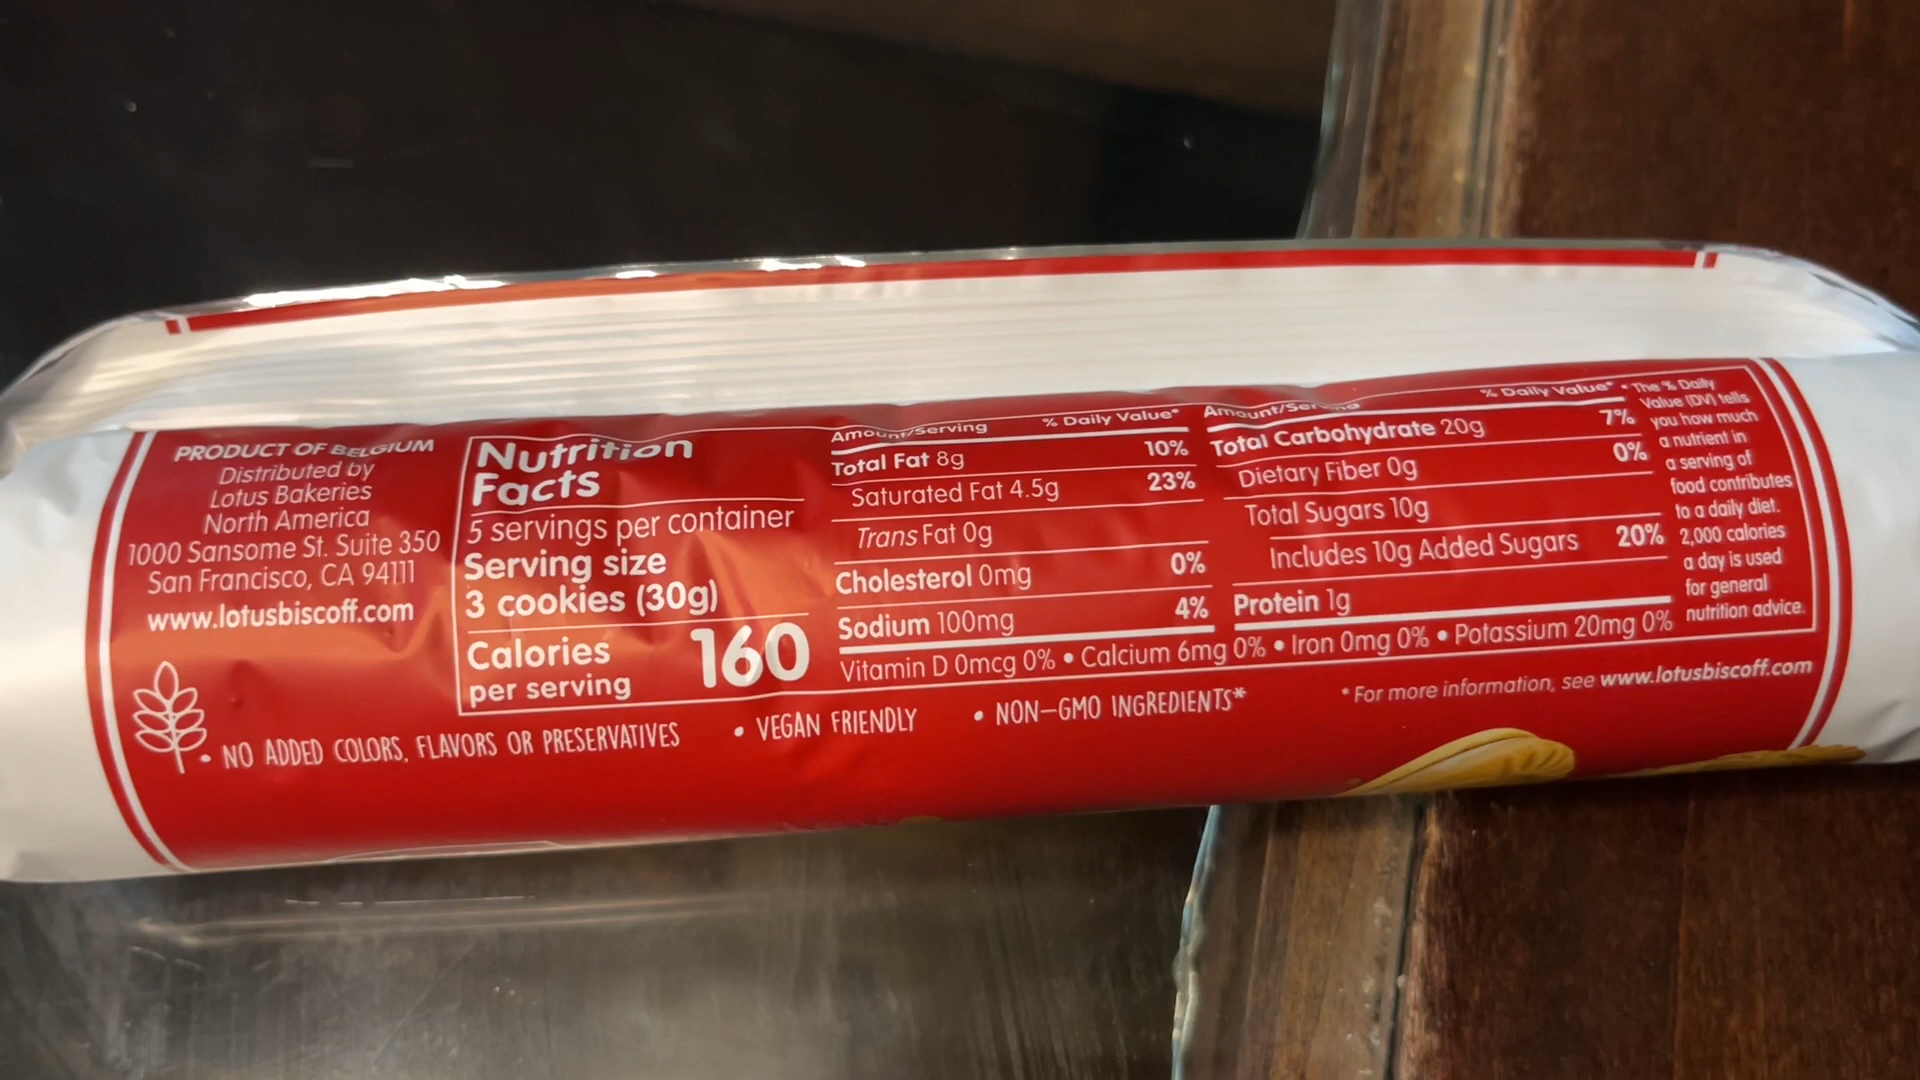 PRODUCT OF BELGIUM
Distributed by
Lotus Bakeries
North America
1000 Sansome St. Suite 350
San Francisco, CA 94111
www.lotusbiscoff.com
Nutrition
Facts
5 servings per container
Serving size
3 cookies (30g)
Calories
per serving
160
Amount/Serving % Daily Value*
Total Fat 8g 10%
Saturated Fat 4.5g 23%
Trans Fat 0g
Cholesterol 0mg 0%
Sodium 100mg 4%
Amount/Serving % Daily Value*
Total Carbohydrate 20g 7%
Dietary Fiber 0g 0%
Total Sugars 10g
Includes 10g Added Sugars 20%
Protein 1g
Vitamin D 0mcg 0% • Calcium 6mg 0% • Iron 0mg 0% • Potassium 20mg 0%
* The % Daily
Value (DV) tells
you how much
a nutrient in
a serving of
food contributes
to a daily diet.
2,000 calories
a day is used
for general
nutrition advice.
• NO ADDED COLORS, FLAVORS OR PRESERVATIVES • VEGAN FRIENDLY • NON-GMO INGREDIENTS*
* For more information, see www.lotusbiscoff.com